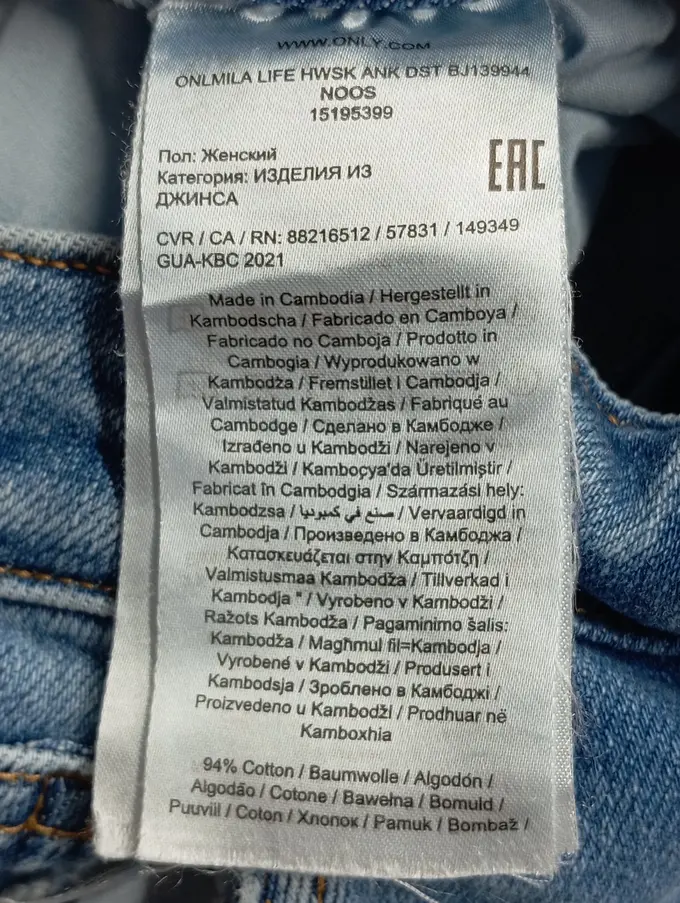 WWW.ONLY.COM
ONLMILA LIFE HWSK ANK DST BJ139944
NOOS
15195399
Пол: Женский
Категория: ИЗДЕЛИЯ ИЗ
ДЖИНСА
EAC
CVR / CA / RN: 88216512 / 57831 / 149349
GUA-KBC 2021
Made in Cambodia / Hergestellt in
Kambodscha / Fabricado en Camboya /
Fabricado no Camboja / Prodotto in
Cambogia / Wyprodukowano w
Kambodża / Fremstillet i Cambodja /
Valmistatud Kambodžas / Fabriqué au
Cambodge / Сделано в Камбодже /
Izrađeno u Kambodži / Narejeno v
Kambodži / Kamboçya'da Üretilmiştir /
Fabricat în Cambodgia / Származási hely:
Kambodzsa / صنع في كمبوديا / Vervaardigd in
Cambodja / Произведено в Камбоджа /
Κατασκευάζεται στην Καμπότζη /
Valmistusmaa Kambodža / Tillverkad i
Kambodja " / Vyrobeno v Kambodži /
Ražots Kambodža / Pagaminimo šalis:
Kambodža / Magħmul fil=Kambodja /
Vyrobené v Kambodži / Produsert i
Kambodsja / Зроблено в Камбоджі /
Proizvedeno u Kambodži / Prodhuar në
Kamboxhia
94% Cotton / Baumwolle / Algodón /
Algodão / Cotone / Bawełna / Bomuld /
Puuviil / Coton / Хлопок / Pamuk / Bombaž /